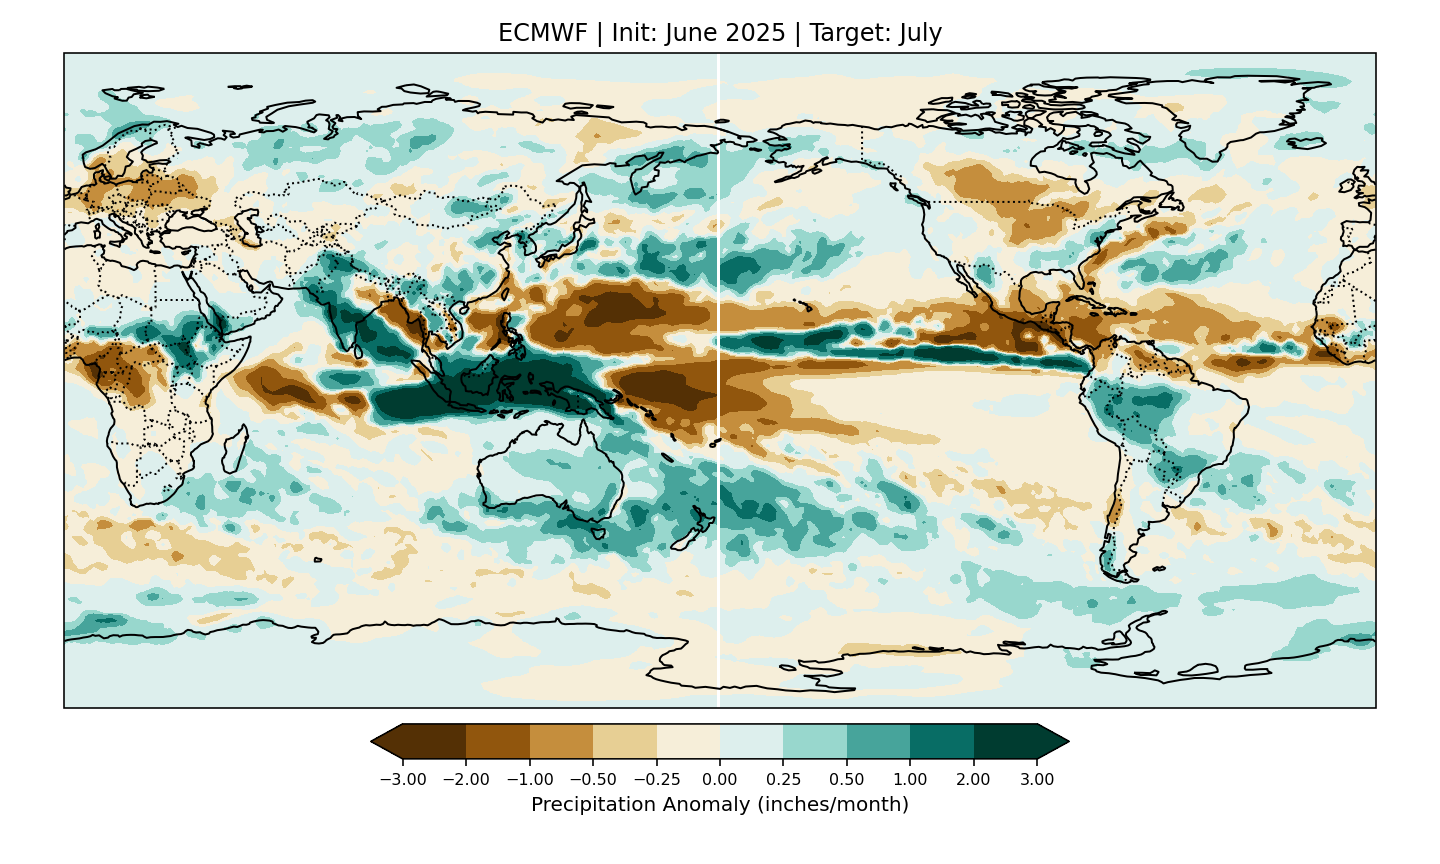 ECMWF | Init: June 2025 | Target: July
−3.00 −2.00 −1.00 −0.50 −0.25 0.00 0.25 0.50 1.00 2.00 3.00
Precipitation Anomaly (inches/month)